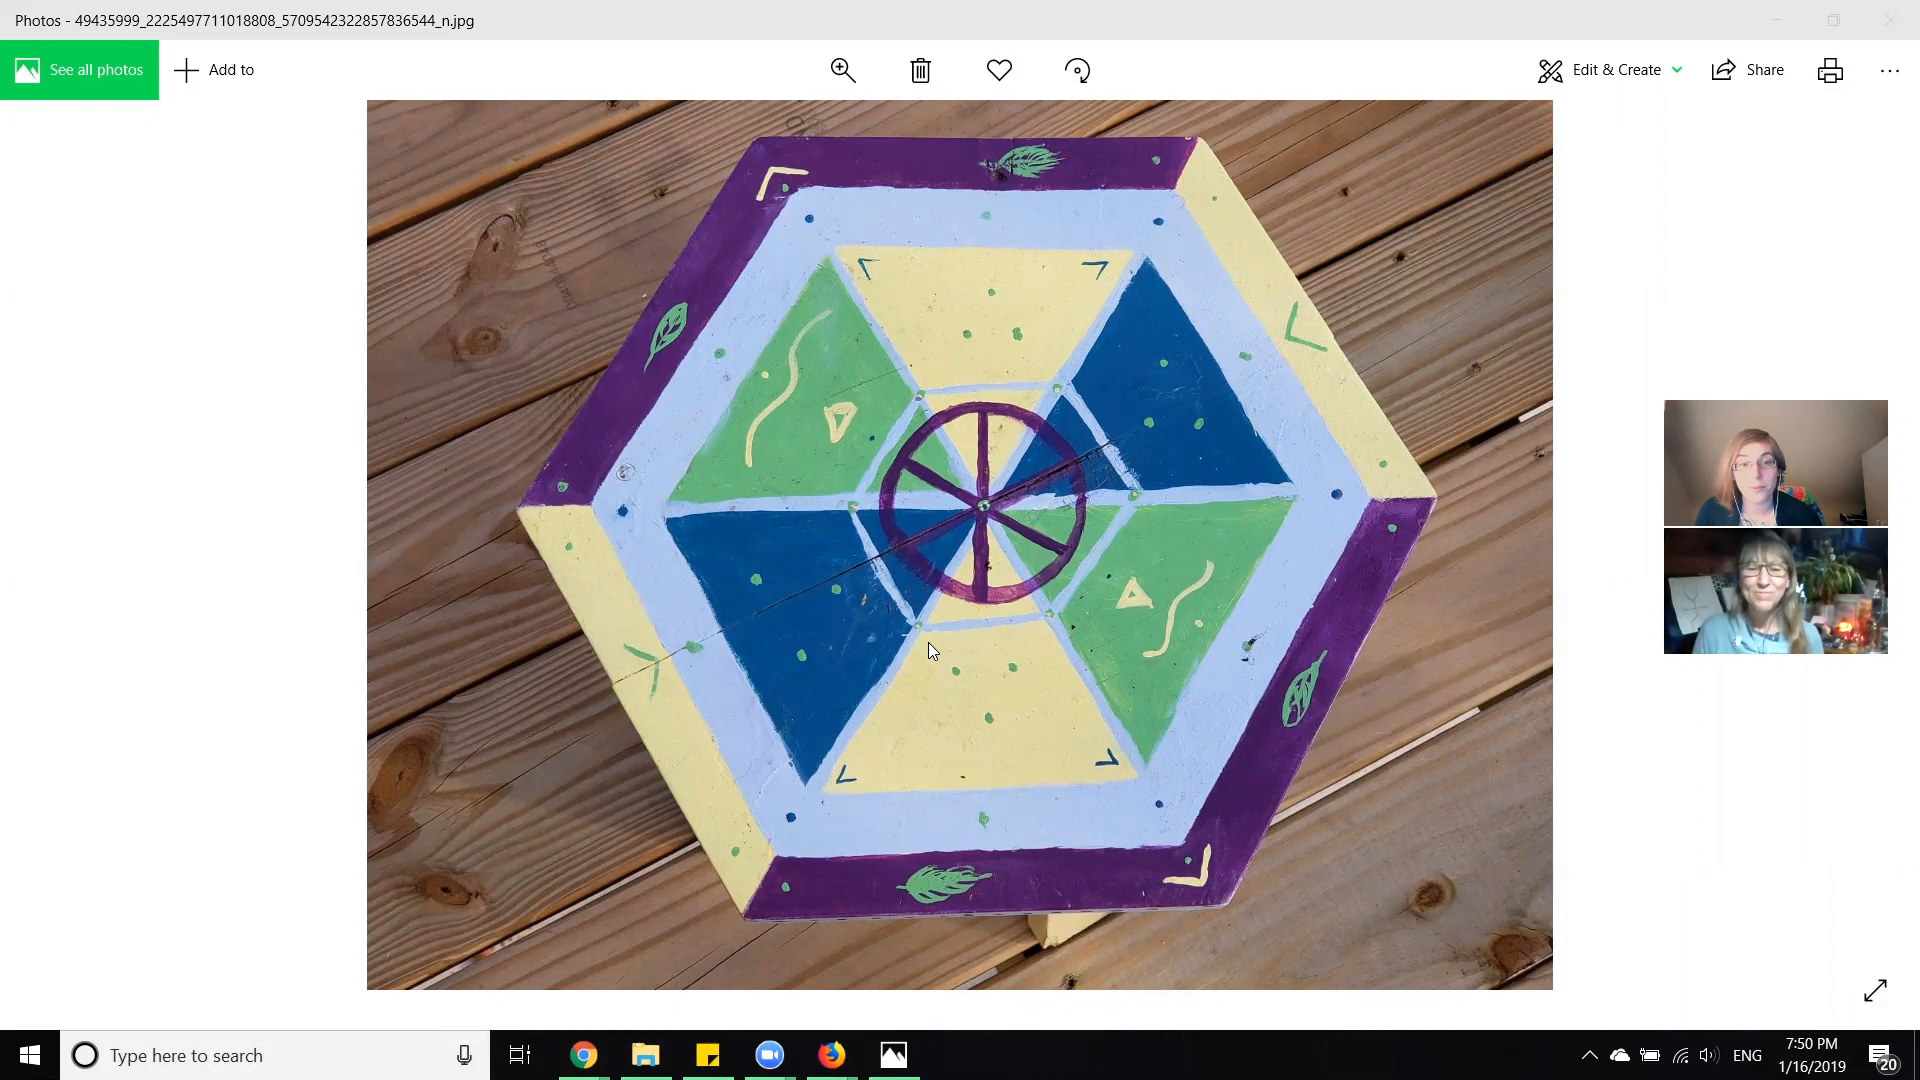 Photos - 49435999_2225497711018808_5709542322857836544_n.jpg
See all photos
Add to
Edit & Create
Share
Type here to search
ENG
7:50 PM
1/16/2019
20